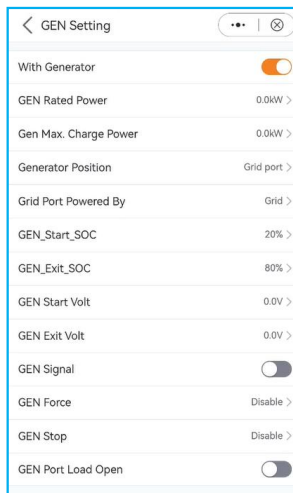 GEN Setting
With Generator
GEN Rated Power 0.0kW
Gen Max. Charge Power 0.0kW
Generator Position Grid port
Grid Port Powered By Grid
GEN_Start_SOC 20%
GEN_Exit_SOC 80%
GEN Start Volt 0.0V
GEN Exit Volt 0.0V
GEN Signal
GEN Force Disable
GEN Stop Disable
GEN Port Load Open